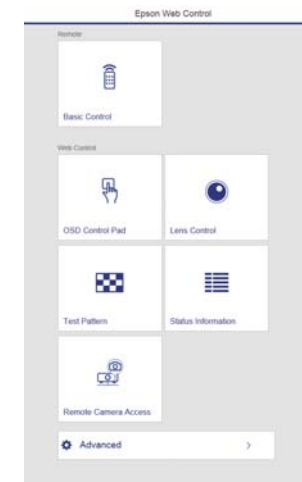 Epson Web Control
Remote
Basic Control
Web Control
OSD Control Pad
Lens Control
Test Pattern
Status Information
Remote Camera Access
Advanced